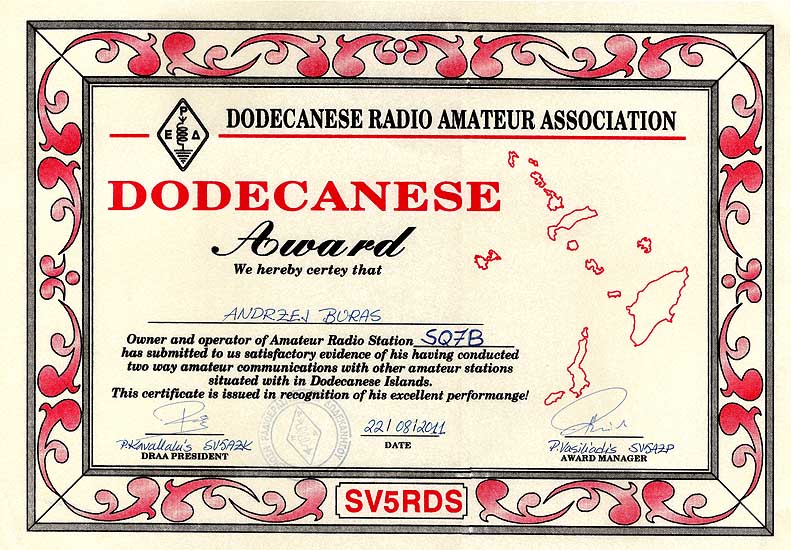 DODECANESE RADIO AMATEUR ASSOCIATION
Ε Ρ Δ
DODECANESE
Award
We hereby certey that
ANDRZEJ BURAS
Owner and operator of Amateur Radio Station SQ7B
has submitted to us satisfactory evidence of his having conducted
two way amateur communications with other amateur stations
situated with in Dodecanese Islands.
This certificate is issued in recognition of his excellent performange!
P. Kavallakis SV5AZK
DRAA PRESIDENT
22/08/2011
DATE
P. Vasiliadis SV5AZP
AWARD MANAGER
SV5RDS